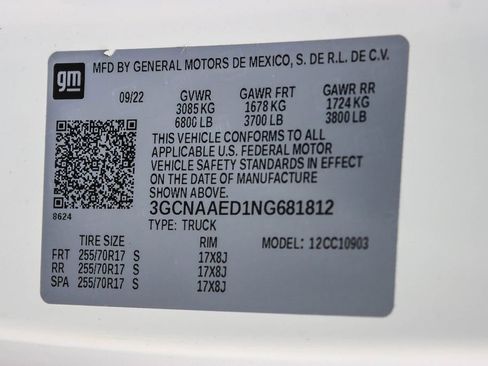 gm MFD BY GENERAL MOTORS DE MEXICO, S. DE R.L. DE C.V.
09/22 GVWR GAWR FRT GAWR RR
3085 KG 1678 KG 1724 KG
6800 LB 3700 LB 3800 LB
THIS VEHICLE CONFORMS TO ALL
APPLICABLE U.S. FEDERAL MOTOR
VEHICLE SAFETY STANDARDS IN EFFECT
ON THE DATE OF MANUFACTURE
SHOWN ABOVE.
8624 3GCNAAED1NG681812
TYPE: TRUCK
TIRE SIZE RIM MODEL: 12CC10903
FRT 255/70R17 S 17X8J
RR 255/70R17 S 17X8J
SPA 255/70R17 S 17X8J